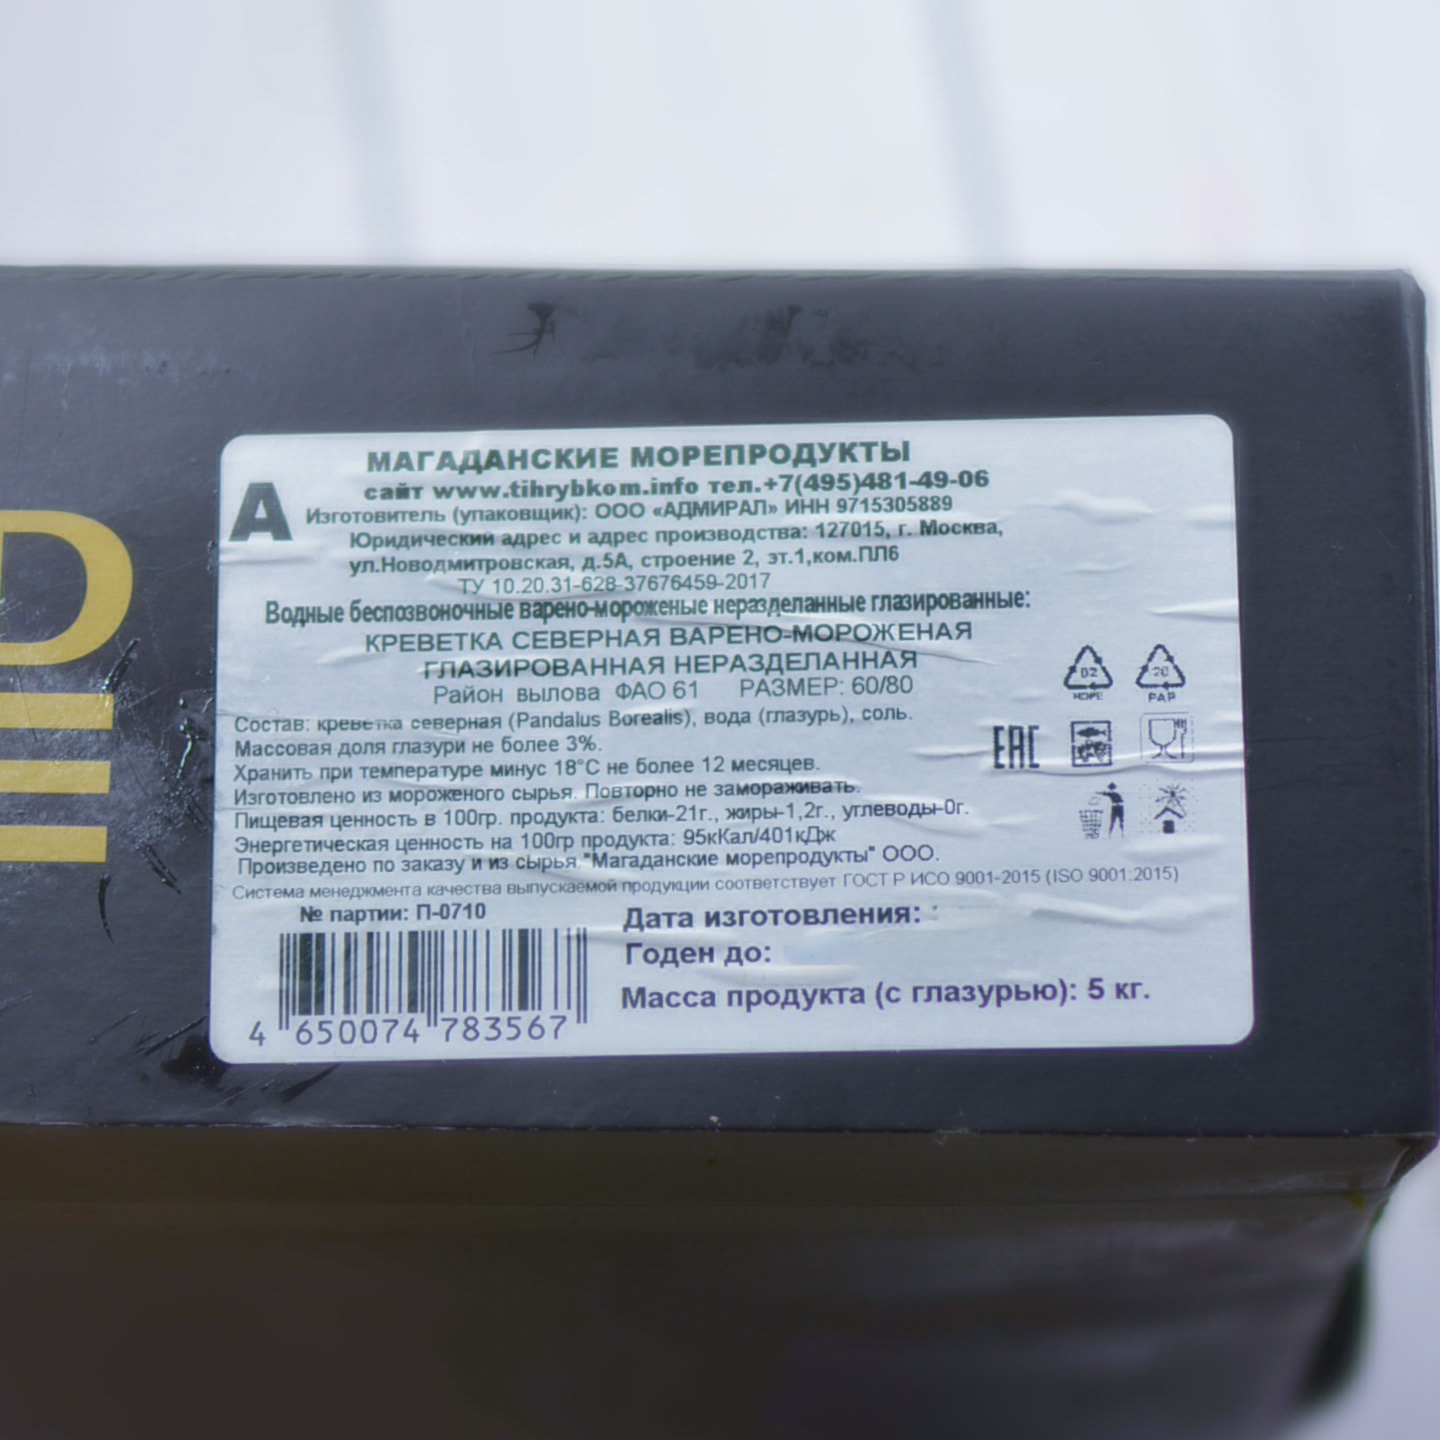 D
МАГАДАНСКИЕ МОРЕПРОДУКТЫ
А
сайт www.tihrybkom.info тел.+7(495)481-49-06
Изготовитель (упаковщик): ООО «АДМИРАЛ» ИНН 9715305889
Юридический адрес и адрес производства: 127015, г. Москва,
ул.Новодмитровская, д.5А, строение 2, эт.1,ком.ПЛ6
ТУ 10.20.31-628-37676459-2017
Водные беспозвоночные варено-мороженые неразделанные глазированные:
КРЕВЕТКА СЕВЕРНАЯ ВАРЕНО-МОРОЖЕНАЯ
ГЛАЗИРОВАННАЯ НЕРАЗДЕЛАННАЯ
Район вылова ФАО 61 РАЗМЕР: 60/80
Состав: креветка северная (Pandalus Borealis), вода (глазурь), соль.
Массовая доля глазури не более 3%.
Хранить при температуре минус 18°С не более 12 месяцев.
Изготовлено из мороженого сырья. Повторно не замораживать.
Пищевая ценность в 100гр. продукта: белки-21г., жиры-1,2г., углеводы-0г.
Энергетическая ценность на 100гр продукта: 95кКал/401кДж
Произведено по заказу и из сырья "Магаданские морепродукты" ООО.
Система менеджмента качества выпускаемой продукции соответствует ГОСТ Р ИСО 9001-2015 (ISO 9001:2015)
02 20
HDPE PAP
EAC
№ партии: П-0710
Дата изготовления:
Годен до:
Масса продукта (с глазурью): 5 кг.
4 650074 783567